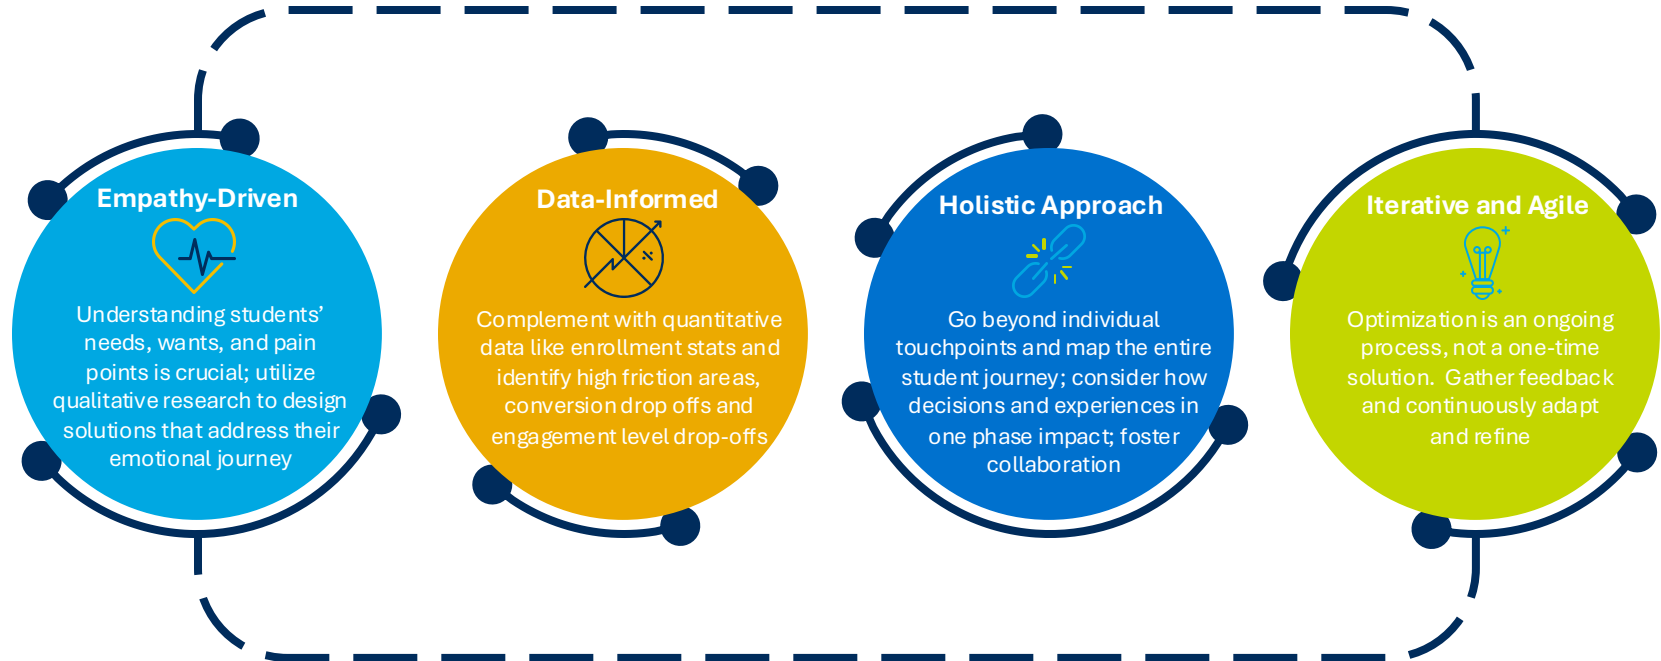 Empathy-Driven
Understanding students’
needs, wants, and pain
points is crucial; utilize
qualitative research to design
solutions that address their
emotional journey
Data-Informed
%
Complement with quantitative
data like enrollment stats and
identify high friction areas,
conversion drop offs and
engagement level drop-offs
Holistic Approach
Go beyond individual
touchpoints and map the entire
student journey; consider how
decisions and experiences in
one phase impact; foster
collaboration
Iterative and Agile
Optimization is an ongoing
process, not a one-time
solution.  Gather feedback
and continuously adapt
and refine